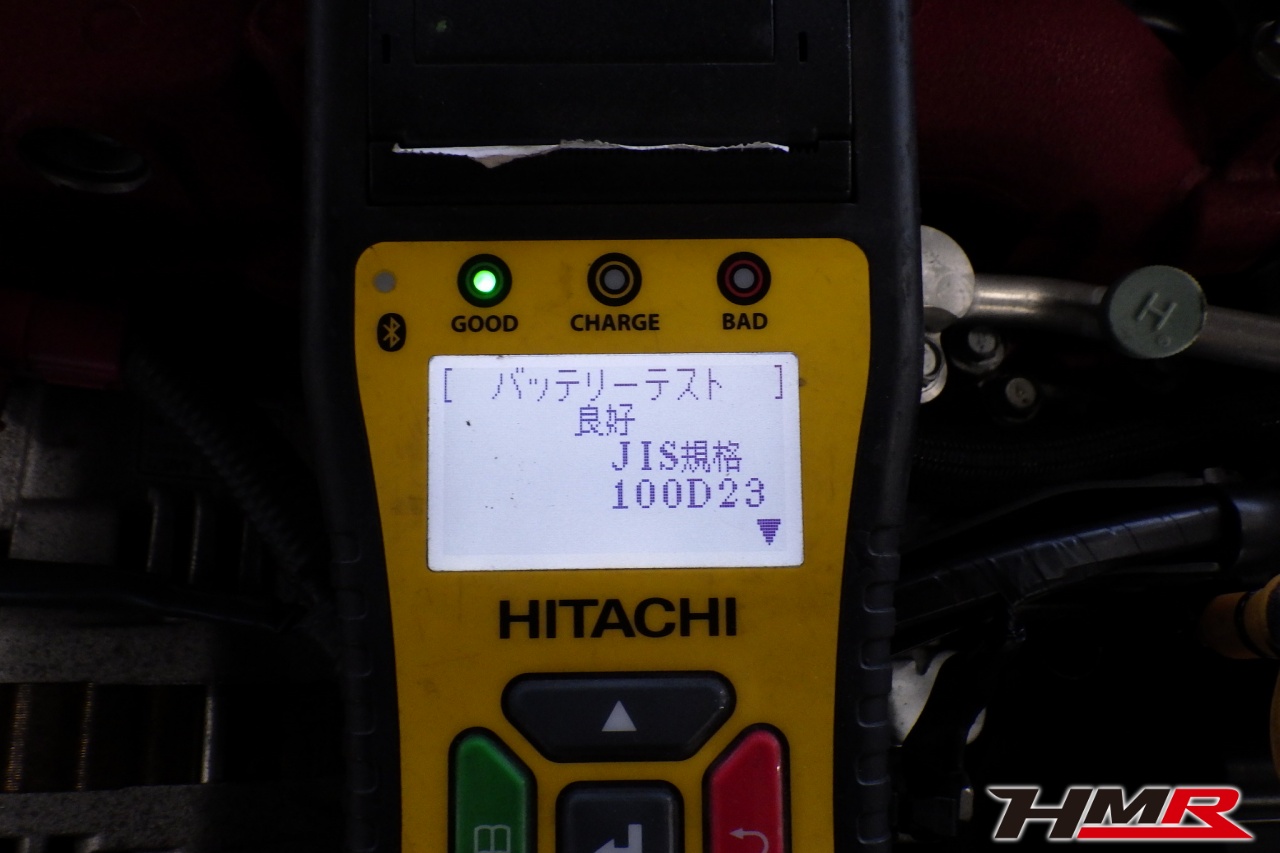 GOOD
CHARGE
BAD
[ バッテリーテスト ]
良好
JIS規格
100D23
HITACHI
H
HMR